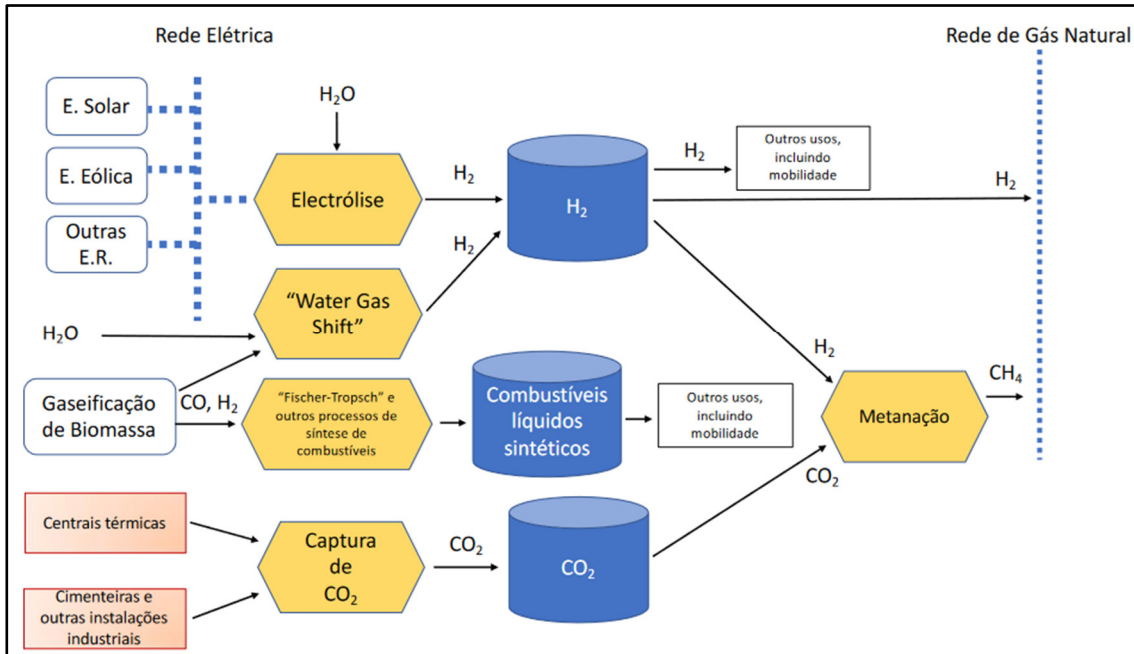 Rede Elétrica
Rede de Gás Natural
E. Solar
E. Eólica
Outras
E.R.
H₂O
Electrólise
H₂
H₂
H₂
H₂
Outros usos,
incluindo
mobilidade
H₂
"Water Gas
Shift"
H₂O
H₂
CH₄
Gaseificação
de Biomassa
CO, H₂
"Fischer-Tropsch" e
outros processos de
síntese de
combustíveis
Combustíveis
líquidos
sintéticos
Outros usos,
incluindo
mobilidade
Metanação
CO₂
Centrais térmicas
Cimenteiras e
outras instalações
industriais
Captura
de
CO₂
CO₂
CO₂